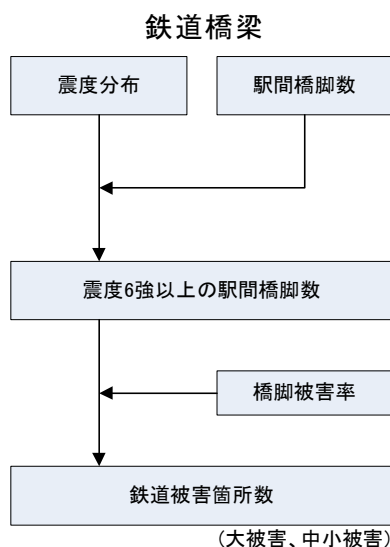 鉄道橋梁
震度分布
駅間橋脚数
震度6強以上の駅間橋脚数
橋脚被害率
鉄道被害箇所数
(大被害、中小被害)